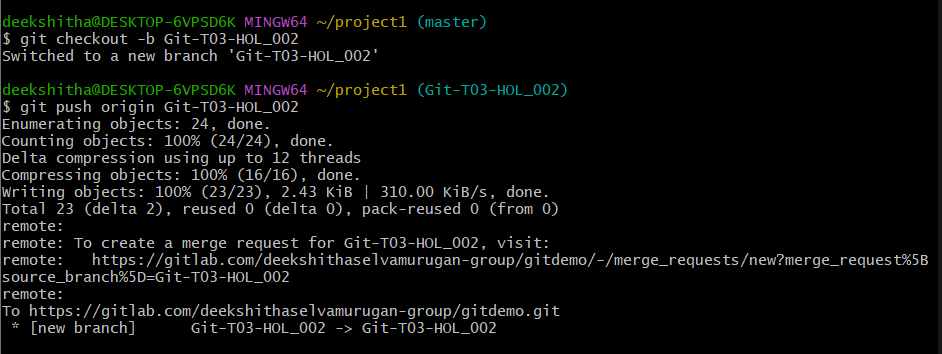 deekshitha@DESKTOP-6VPSD6K MINGW64 ~/project1 (master)
$ git checkout -b Git-T03-HOL_002
Switched to a new branch 'Git-T03-HOL_002'
deekshitha@DESKTOP-6VPSD6K MINGW64 ~/project1 (Git-T03-HOL_002)
$ git push origin Git-T03-HOL_002
Enumerating objects: 24, done.
Counting objects: 100% (24/24), done.
Delta compression using up to 12 threads
Compressing objects: 100% (16/16), done.
Writing objects: 100% (23/23), 2.43 KiB | 310.00 KiB/s, done.
Total 23 (delta 2), reused 0 (delta 0), pack-reused 0 (from 0)
remote:
remote: To create a merge request for Git-T03-HOL_002, visit:
remote:   https://gitlab.com/deekshithaselvamurugan-group/gitdemo/-/merge_requests/new?merge_request%5B
source_branch%5D=Git-T03-HOL_002
remote:
To https://gitlab.com/deekshithaselvamurugan-group/gitdemo.git
 * [new branch]      Git-T03-HOL_002 -> Git-T03-HOL_002